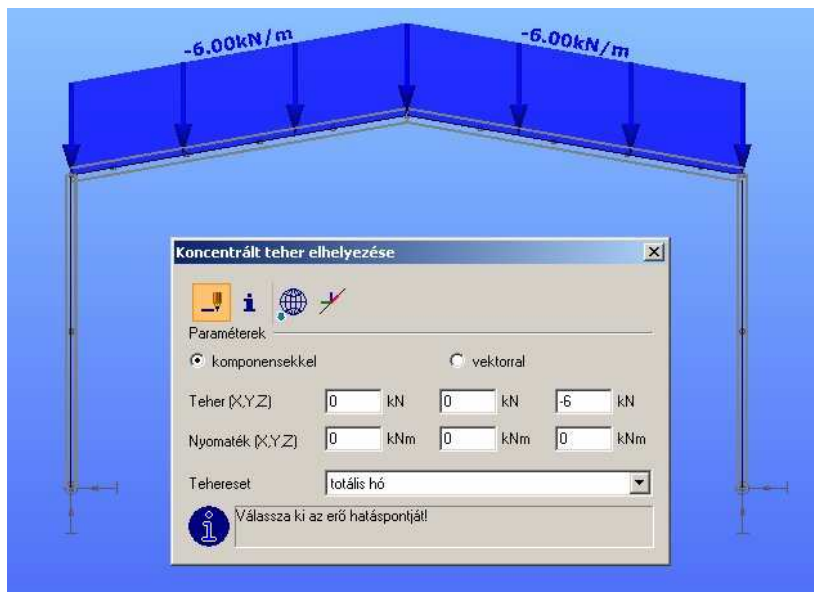 -6.00kN/m
-6.00kN/m
Koncentrált teher elhelyezése
Paraméterek
komponensekkel vektorral
Teher (X,Y,Z) 0 kN 0 kN -6 kN
Nyomaték (X,Y,Z) 0 kNm 0 kNm 0 kNm
Tehereset totális hó
Válassza ki az erő hatáspontját!